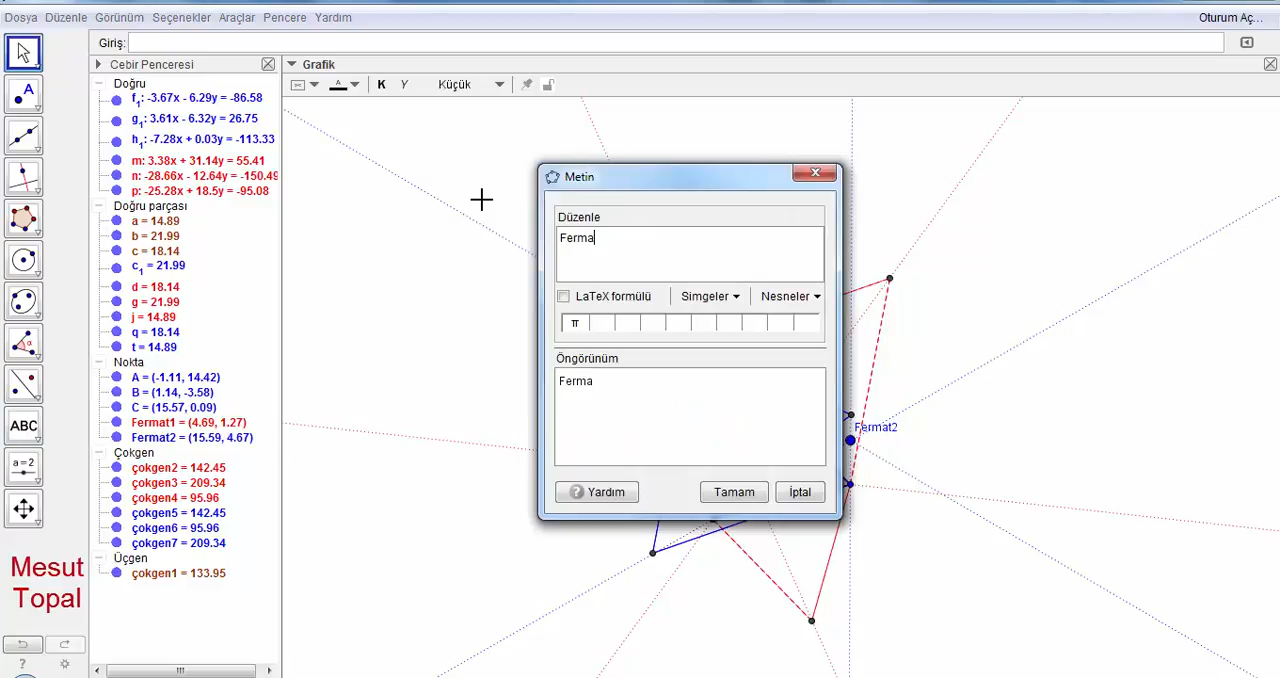 Dosya Düzenle Görünüm Seçenekler Araçlar Pencere Yardım Oturum Aç...
Giriş:
Cebir Penceresi
Grafik
K Y Küçük
Doğru
f1: -3.67x - 6.29y = -86.58
g1: 3.61x - 6.32y = 26.75
h1: -7.28x + 0.03y = -113.33
m: 3.38x + 31.14y = 55.41
n: -28.66x - 12.64y = -150.49
p: -25.28x + 18.5y = -95.08
Doğru parçası
a = 14.89
b = 21.99
c = 18.14
c1 = 21.99
d = 18.14
g = 21.99
j = 14.89
q = 18.14
t = 14.89
Nokta
A = (-1.11, 14.42)
B = (1.14, -3.58)
C = (15.57, 0.09)
Fermat1 = (4.69, 1.27)
Fermat2 = (15.59, 4.67)
Çokgen
çokgen2 = 142.45
çokgen3 = 209.34
çokgen4 = 95.96
çokgen5 = 142.45
çokgen6 = 95.96
çokgen7 = 209.34
Üçgen
çokgen1 = 133.95
A
α
ABC
a=2
Mesut
Topal
?
Metin
Düzenle
Ferma
LaTeX formülü Simgeler Nesneler
π
Öngörünüm
Ferma
? Yardım Tamam İptal
Fermat2